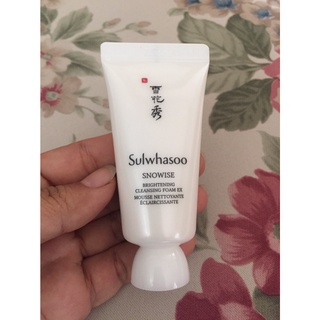 雪
花
秀
Sulwhasoo
SNOWISE
BRIGHTENING
CLEANSING FOAM EX
MOUSSE NETTOYANTE
ÉCLAIRCISSANTE